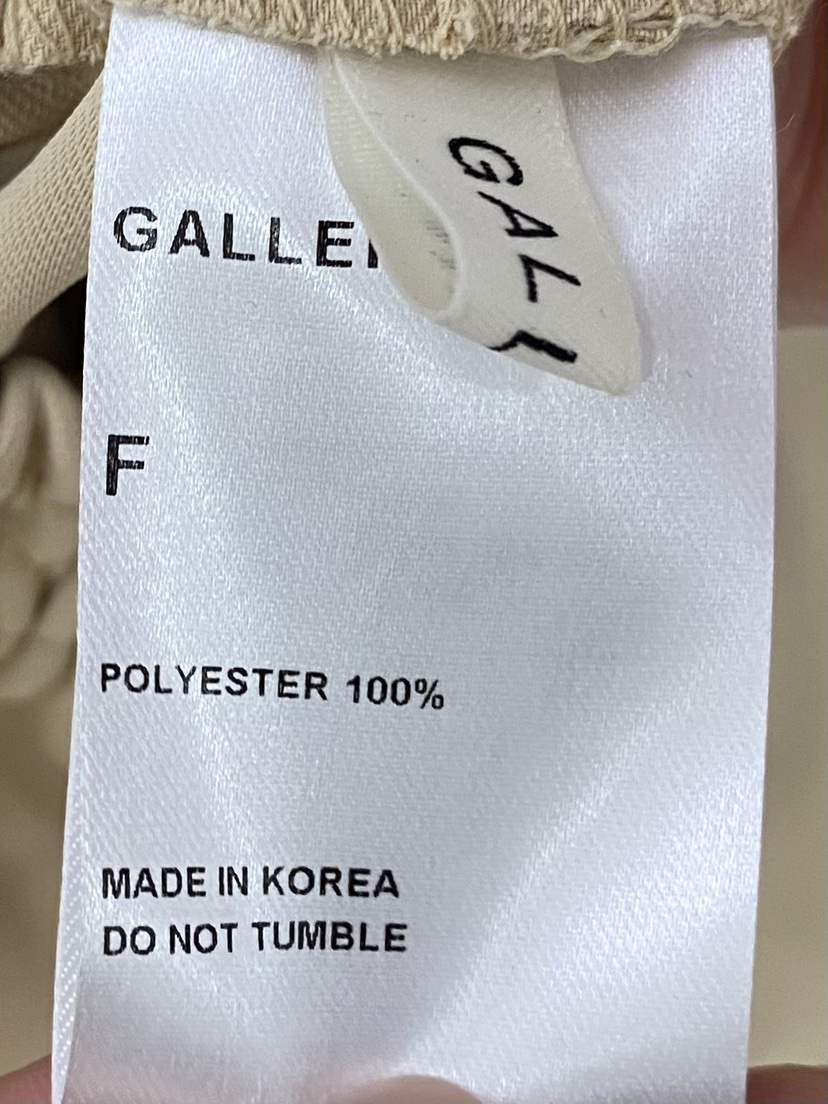 GALLE
F
POLYESTER 100%
MADE IN KOREA
DO NOT TUMBLE
GAL